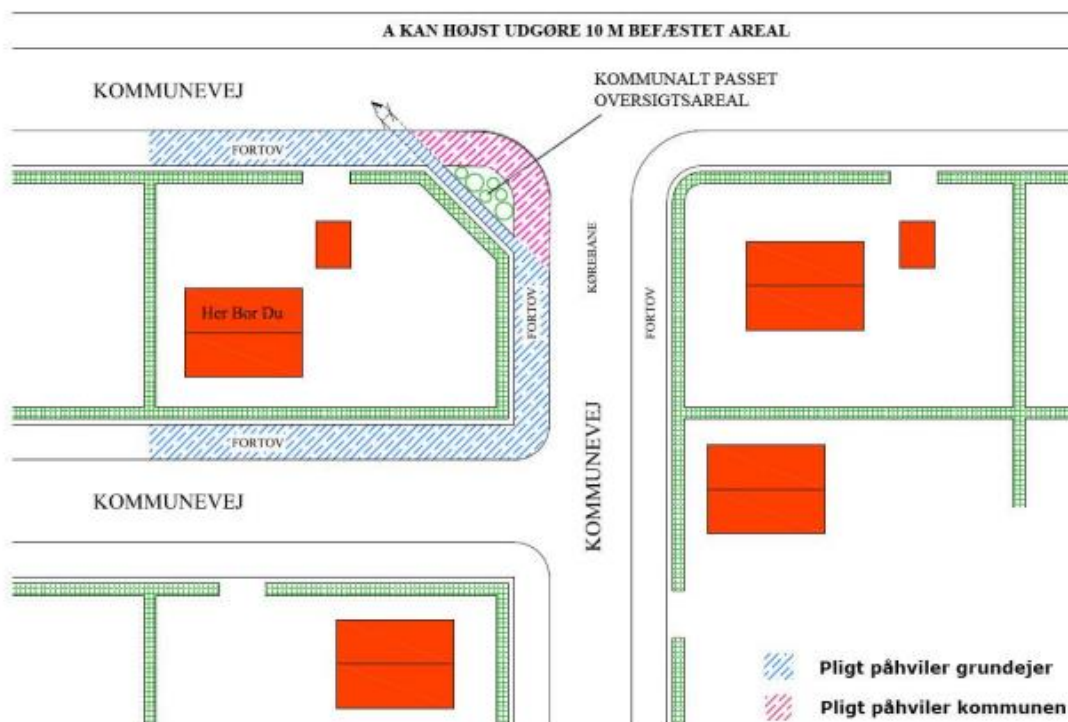 A KAN HØJST UDGØRE 10 M BEFÆSTET AREAL
KOMMUNEVEJ
KOMMUNALT PASSET
OVERSIGTSAREAL
FORTOV
KØREBANE
Her Bor Du
FORTOV
FORTOV
FORTOV
KOMMUNEVEJ
KOMMUNEVEJ
Pligt påhviler grundejer
Pligt påhviler kommunen